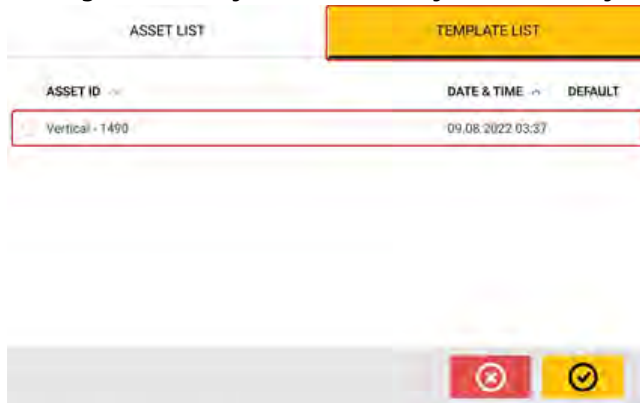 ASSET LIST TEMPLATE LIST
ASSET ID DATE & TIME DEFAULT
Vertical - 1490 09.08.2022 03:37